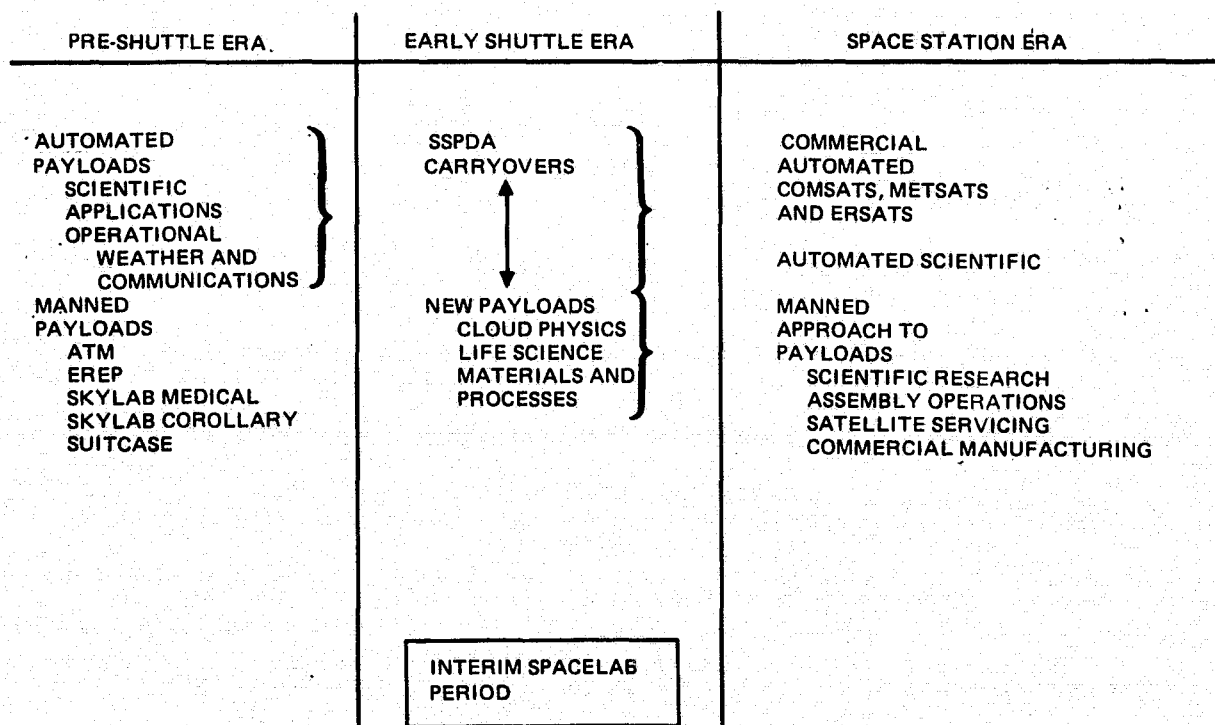 PRE-SHUTTLE ERA.
EARLY SHUTTLE ERA
SPACE STATION ERA
AUTOMATED
PAYLOADS
SCIENTIFIC
APPLICATIONS
OPERATIONAL
WEATHER AND
COMMUNICATIONS
MANNED
PAYLOADS
ATM
EREP
SKYLAB MEDICAL
SKYLAB COROLLARY
SUITCASE
SSPDA
CARRYOVERS
NEW PAYLOADS
CLOUD PHYSICS
LIFE SCIENCE
MATERIALS AND
PROCESSES
INTERIM SPACELAB
PERIOD
COMMERCIAL
AUTOMATED
COMSATS, METSATS
AND ERSATS
AUTOMATED SCIENTIFIC
MANNED
APPROACH TO
PAYLOADS
SCIENTIFIC RESEARCH
ASSEMBLY OPERATIONS
SATELLITE SERVICING
COMMERCIAL MANUFACTURING